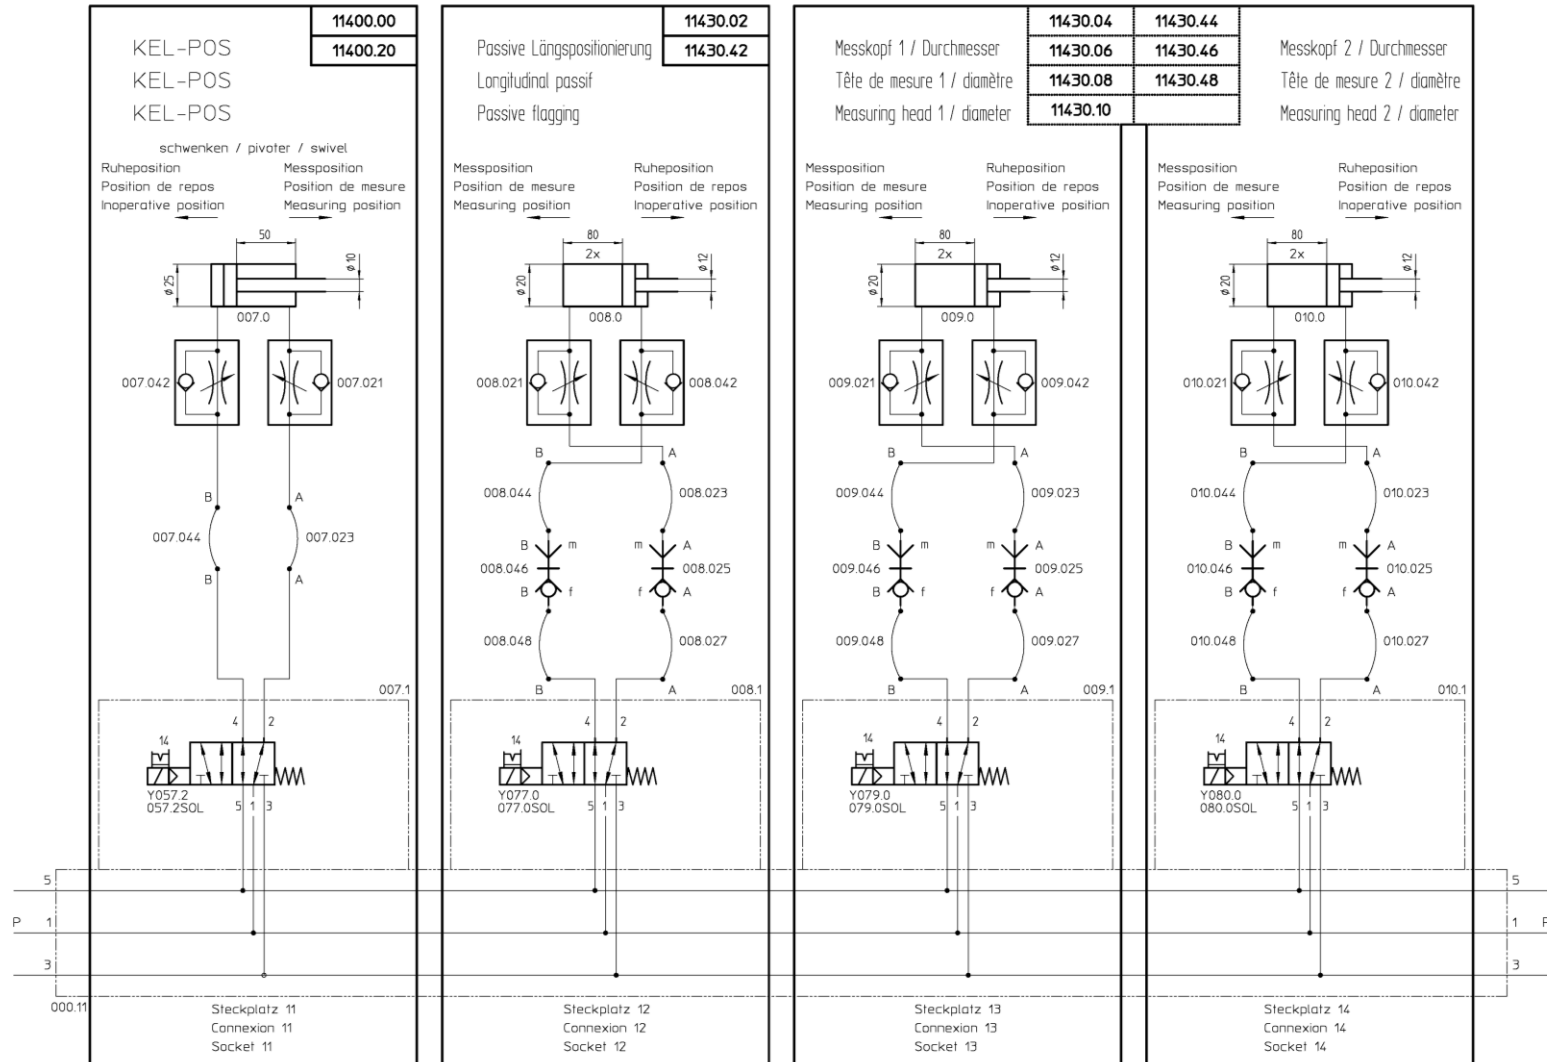 11400.00
11400.20
KEL-POS
KEL-POS
KEL-POS
schwenken / pivoter / swivel
Ruheposition
Position de repos
Inoperative position
Messposition
Position de mesure
Measuring position
50
ø25
ø10
007.0
007.042
007.021
B
A
007.044
007.023
B
A
007.1
4
2
14
Y057.2
057.2SOL
5
1
3
Steckplatz 11
Connexion 11
Socket 11
11430.02
11430.42
Passive Längspositionierung
Longitudinal passif
Passive flagging
Messposition
Position de mesure
Measuring position
Ruheposition
Position de repos
Inoperative position
80
2x
ø20
ø12
008.0
008.021
008.042
B
A
008.044
008.023
B
m
m
A
008.046
008.025
B
f
f
A
008.048
008.027
B
A
008.1
4
2
14
Y077.0
077.0SOL
5
1
3
Steckplatz 12
Connexion 12
Socket 12
11430.04
11430.44
11430.06
11430.46
11430.08
11430.48
11430.10
Messkopf 1 / Durchmesser
Tête de mesure 1 / diamètre
Measuring head 1 / diameter
Messposition
Position de mesure
Measuring position
Ruheposition
Position de repos
Inoperative position
80
2x
ø20
ø12
009.0
009.021
009.042
B
A
009.044
009.023
B
m
m
A
009.046
009.025
B
f
f
A
009.048
009.027
B
A
009.1
4
2
14
Y079.0
079.0SOL
5
1
3
Steckplatz 13
Connexion 13
Socket 13
Messkopf 2 / Durchmesser
Tête de mesure 2 / diamètre
Measuring head 2 / diameter
Messposition
Position de mesure
Measuring position
Ruheposition
Position de repos
Inoperative position
80
2x
ø20
ø12
010.0
010.021
010.042
B
A
010.044
010.023
B
m
m
A
010.046
010.025
B
f
f
A
010.048
010.027
B
A
010.1
4
2
14
Y080.0
080.0SOL
5
1
3
Steckplatz 14
Connexion 14
Socket 14
5
P 1
3
000.11
5
1
3